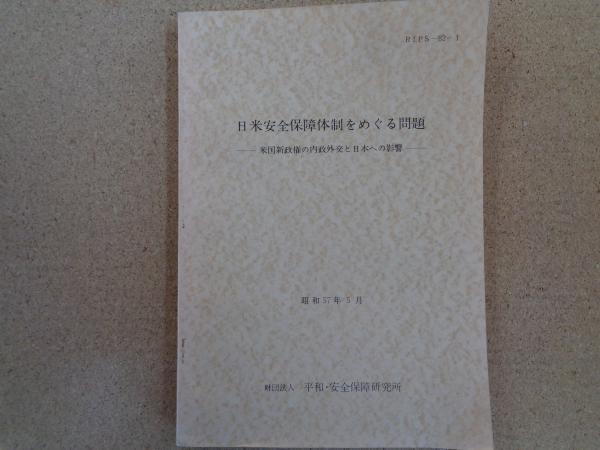 RIPS-82-1
日米安全保障体制をめぐる問題
——米国新政権の内政外交と日本への影響——
昭和57年5月
財団法人 平和・安全保障研究所